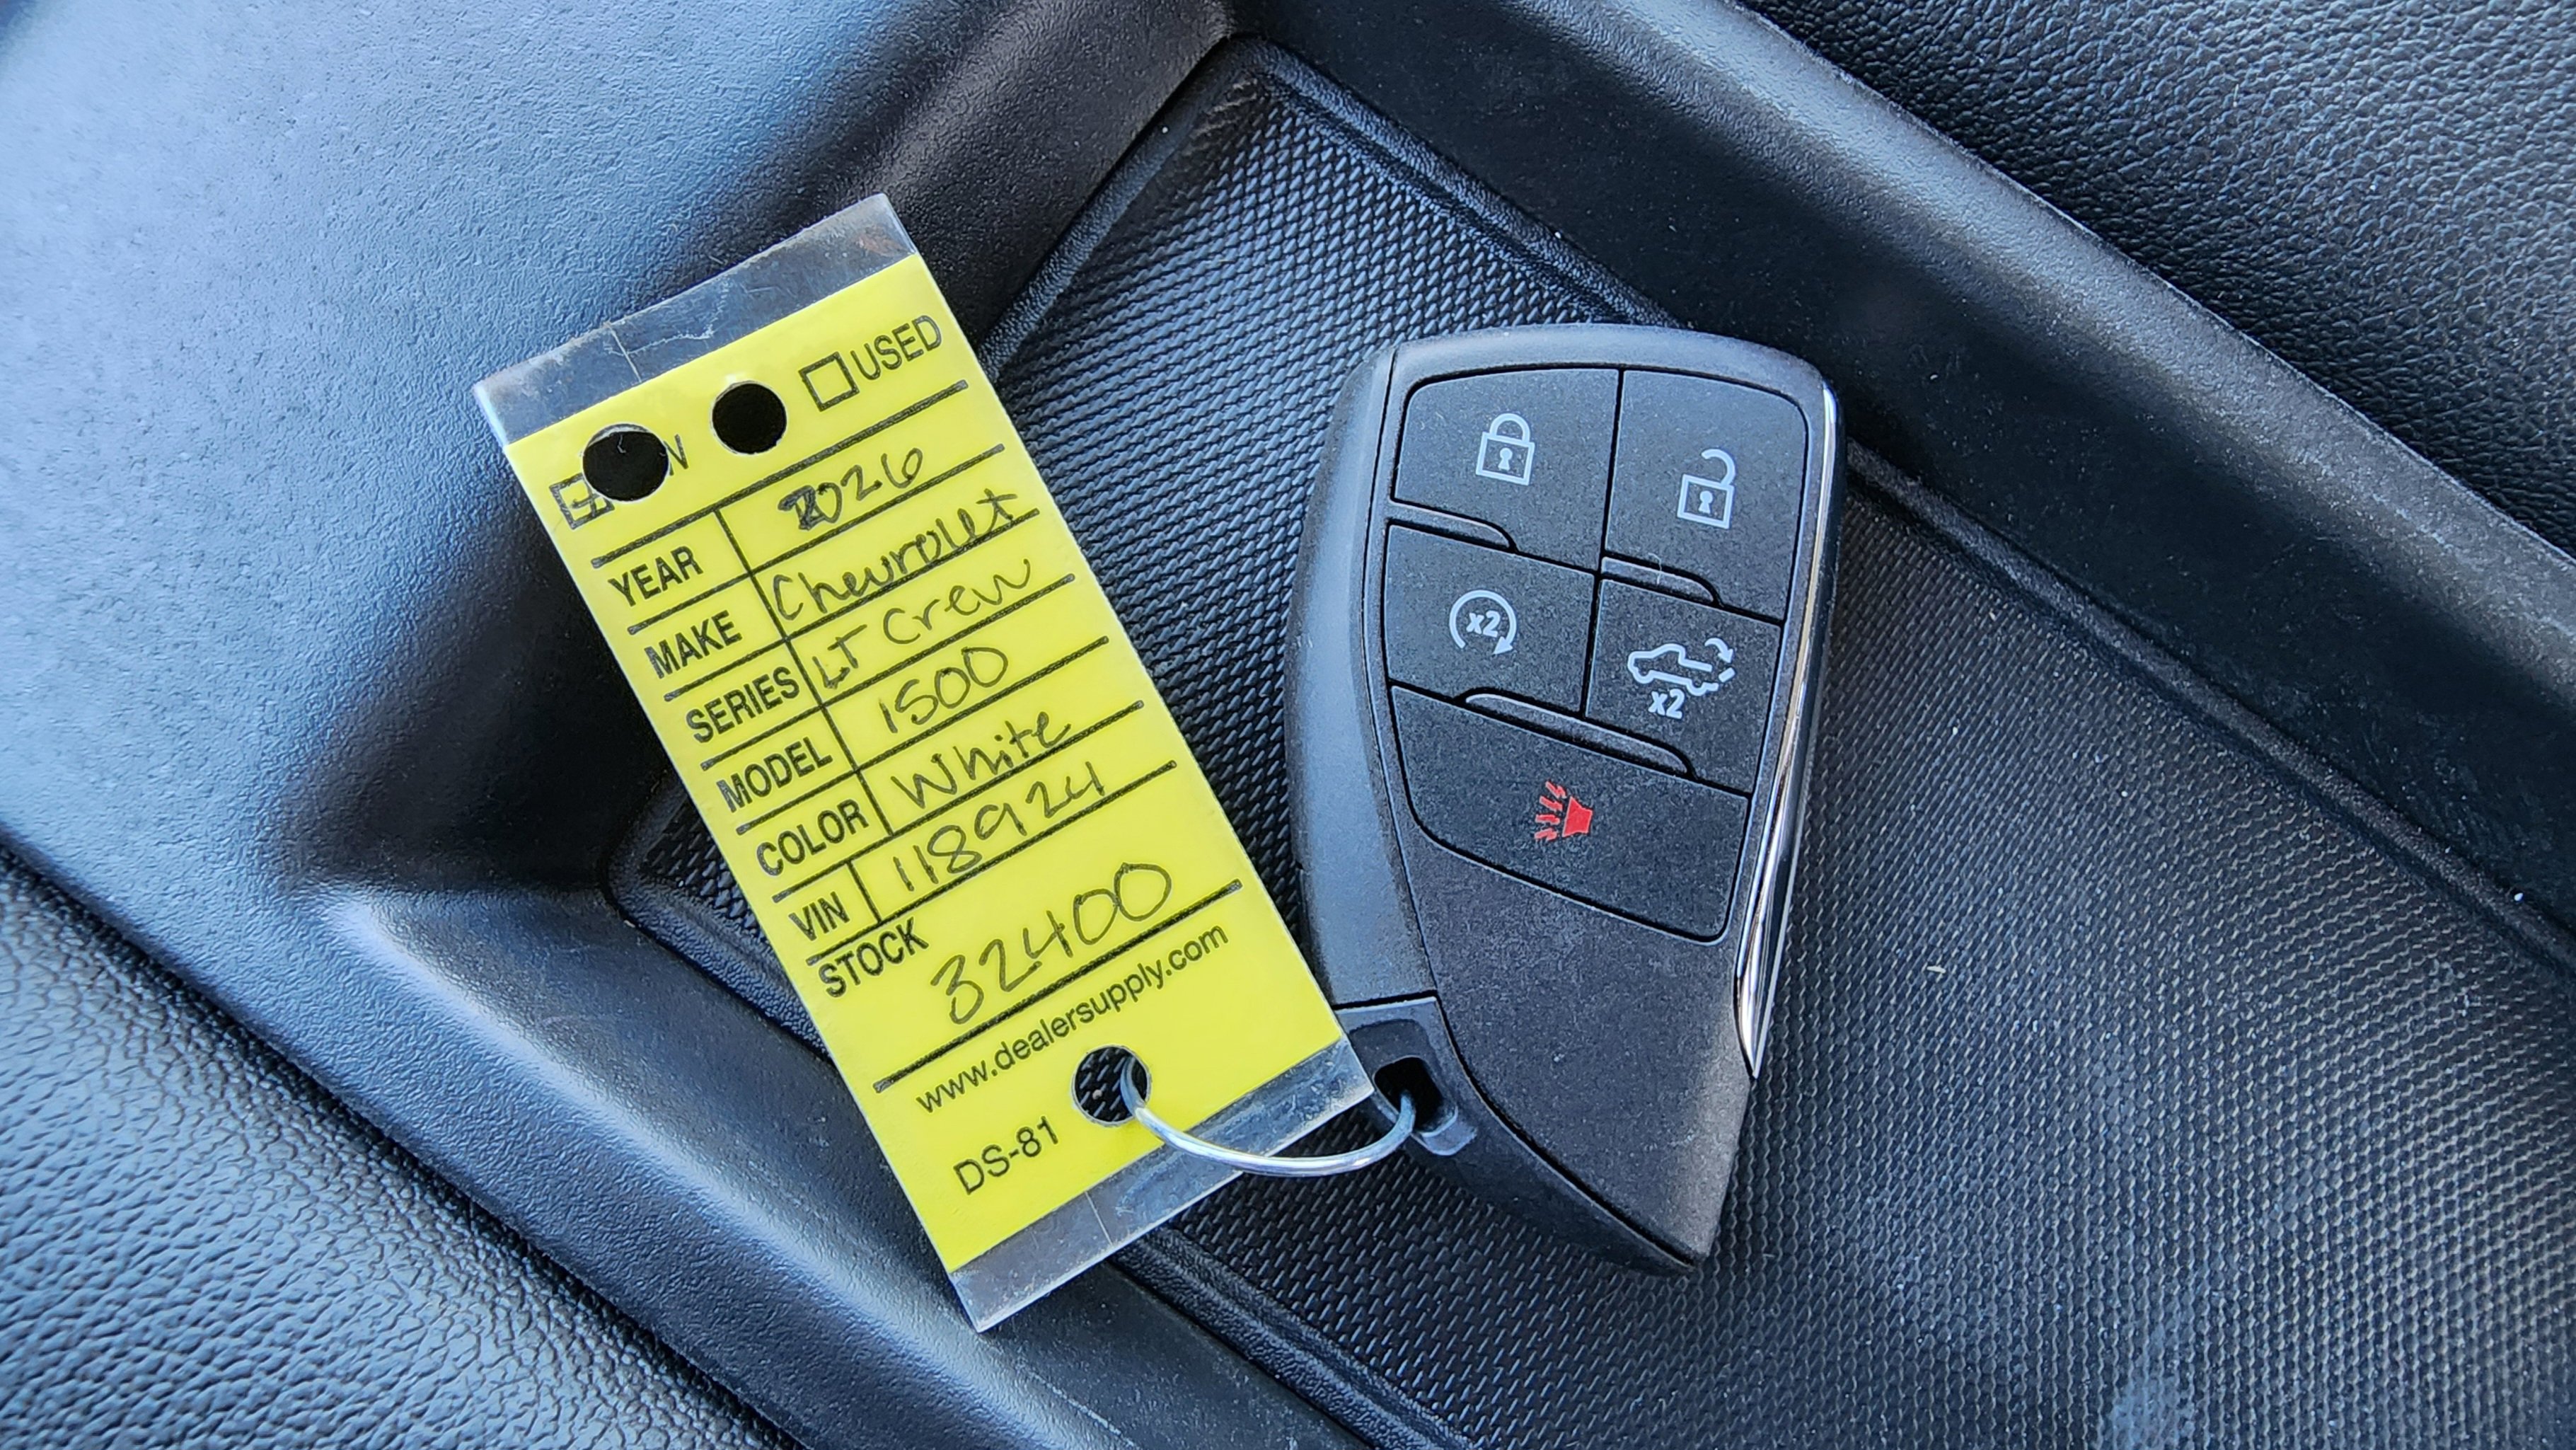 USED
YEAR 2026
MAKE Chevrolet
SERIES LT Crew
MODEL 1500
COLOR White
VIN 118924
STOCK 32400
www.dealersupply.com
DS-81
x2
x2